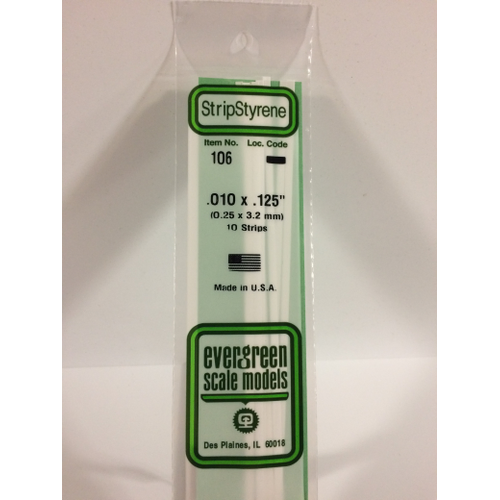 StripStyrene
Item No. Loc. Code
106
.010 x .125"
(0.25 x 3.2 mm)
10 Strips
Made in U.S.A.
evergreen
scale models
Des Plaines, IL 60018